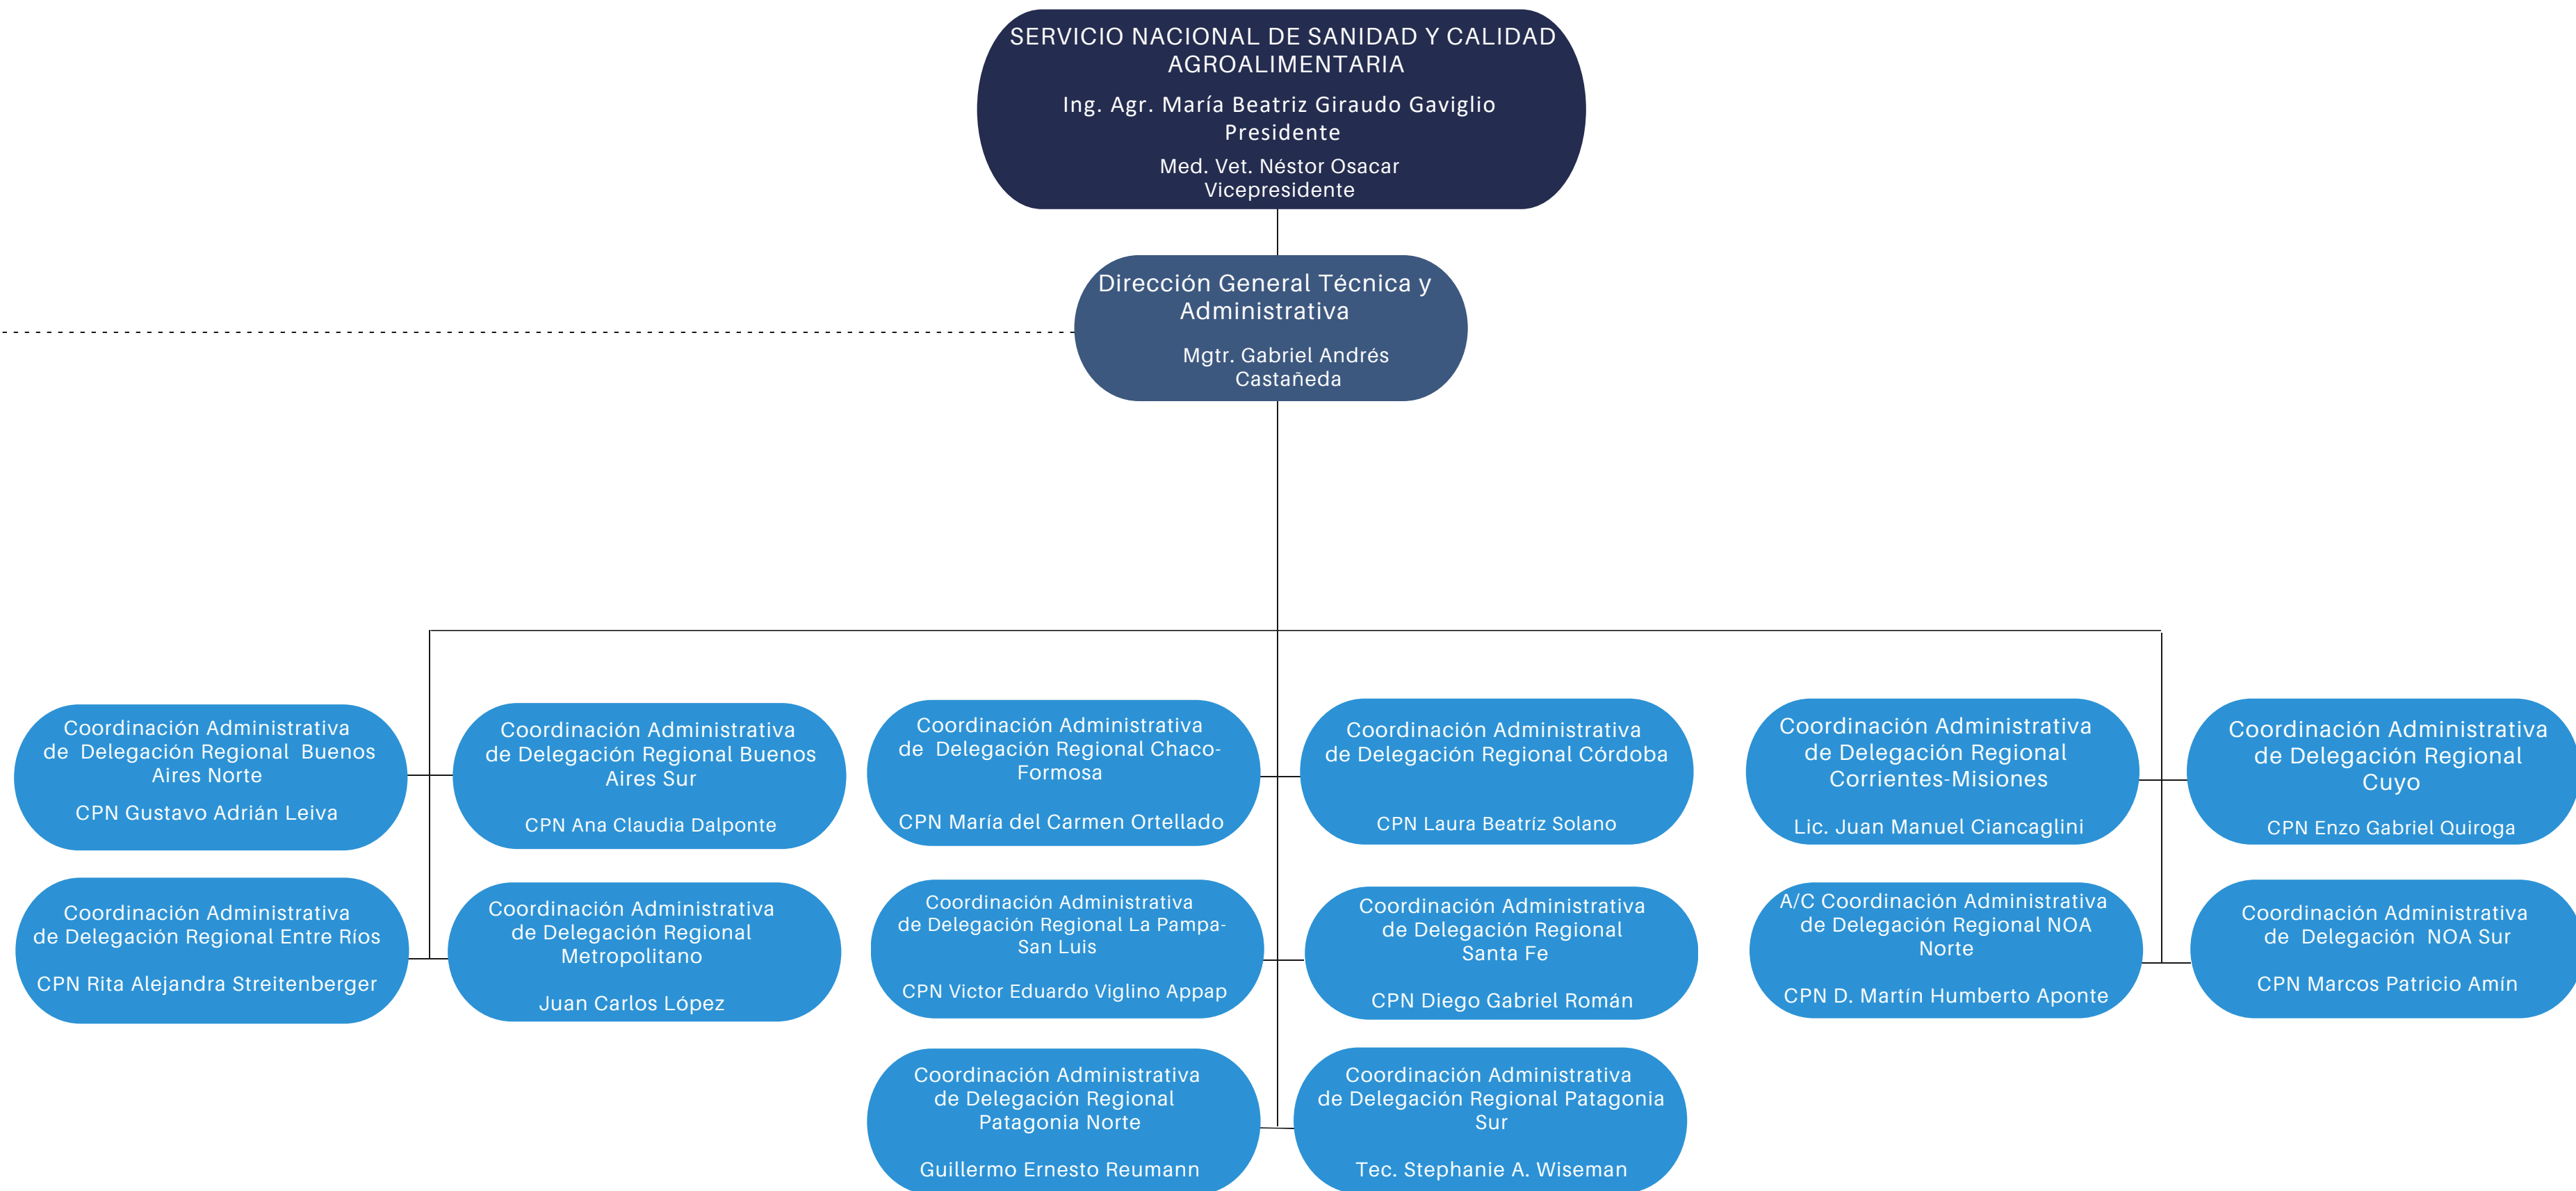 SERVICIO NACIONAL DE SANIDAD Y CALIDAD
AGROALIMENTARIA
Ing. Agr. María Beatriz Giraudo Gaviglio
Presidente
Med. Vet. Néstor Osacar
Vicepresidente
Dirección General Técnica y
Administrativa
Mgtr. Gabriel Andrés
Castañeda
Coordinación Administrativa
de Delegación Regional Buenos
Aires Norte
CPN Gustavo Adrián Leiva
Coordinación Administrativa
de Delegación Regional Buenos
Aires Sur
CPN Ana Claudia Dalponte
Coordinación Administrativa
de Delegación Regional Chaco-
Formosa
CPN María del Carmen Ortellado
Coordinación Administrativa
de Delegación Regional Córdoba
CPN Laura Beatríz Solano
Coordinación Administrativa
de Delegación Regional
Corrientes-Misiones
Lic. Juan Manuel Ciancaglini
Coordinación Administrativa
de Delegación Regional
Cuyo
CPN Enzo Gabriel Quiroga
Coordinación Administrativa
de Delegación Regional Entre Ríos
CPN Rita Alejandra Streitenberger
Coordinación Administrativa
de Delegación Regional
Metropolitano
Juan Carlos López
Coordinación Administrativa
de Delegación Regional La Pampa-
San Luis
CPN Victor Eduardo Viglino Appap
Coordinación Administrativa
de Delegación Regional
Santa Fe
CPN Diego Gabriel Román
A/C Coordinación Administrativa
de Delegación Regional NOA
Norte
CPN D. Martín Humberto Aponte
Coordinación Administrativa
de Delegación NOA Sur
CPN Marcos Patricio Amín
Coordinación Administrativa
de Delegación Regional
Patagonia Norte
Guillermo Ernesto Reumann
Coordinación Administrativa
de Delegación Regional Patagonia
Sur
Tec. Stephanie A. Wiseman